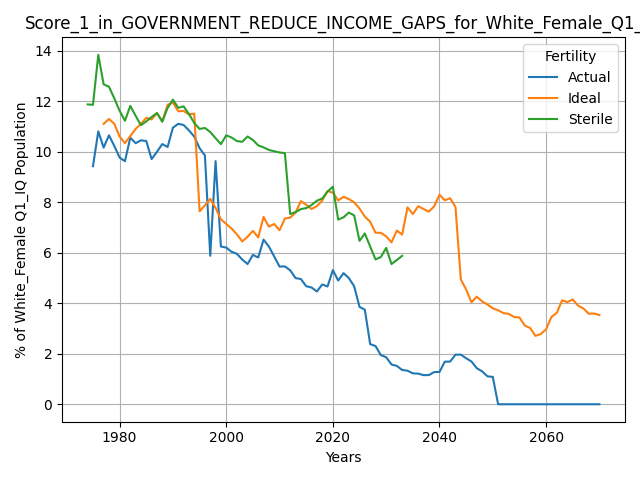 Score_1_in_GOVERNMENT_REDUCE_INCOME_GAPS_for_White_Female_Q1_
Fertility
Actual
Ideal
Sterile
% of White_Female Q1_IQ Population
14
12
10
8
6
4
2
0
1980
2000
2020
2040
2060
Years